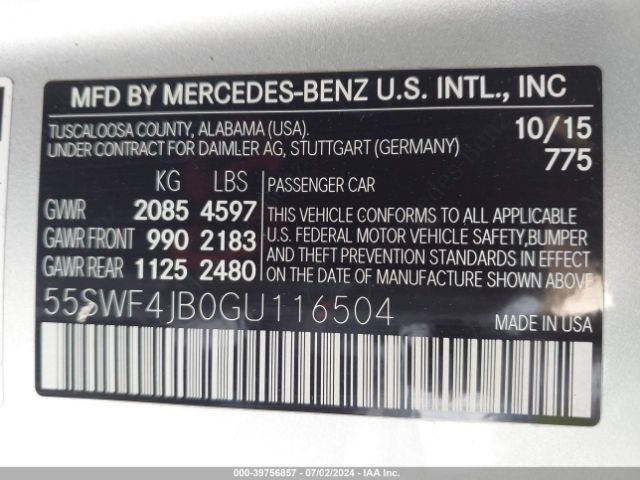 MFD BY MERCEDES-BENZ U.S. INTL., INC
TUSCALOOSA COUNTY, ALABAMA (USA). 10/15
UNDER CONTRACT FOR DAIMLER AG, STUTTGART (GERMANY) 775
KG LBS PASSENGER CAR
GVWR 2085 4597 THIS VEHICLE CONFORMS TO ALL APPLICABLE
GAWR FRONT 990 2183 U.S. FEDERAL MOTOR VEHICLE SAFETY,BUMPER
AND THEFT PREVENTION STANDARDS IN EFFECT
GAWR REAR 1125 2480 ON THE DATE OF MANUFACTURE SHOWN ABOVE.
55SWF4JB0GU116504 MADE IN USA
000-39756857 - 07/02/2024 - COPART.COM